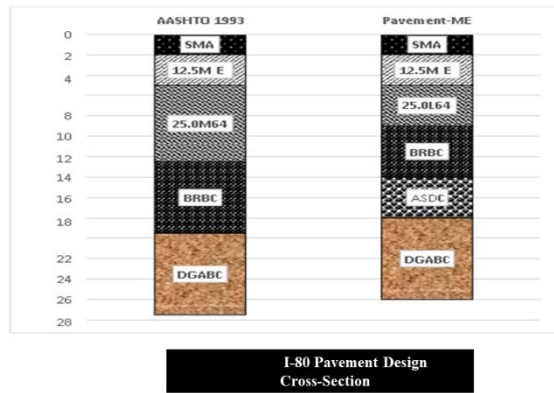 AASHTO 1993
Pavement-ME
0
2
4
8
10
12
14
16
18
22
24
26
28
SMA
12.5M E
25.0M64
BRBC
DGABC
SMA
12.5M E
25.0L64
BRBC
ASDC
DGABC
I-80 Pavement Design
Cross-Section